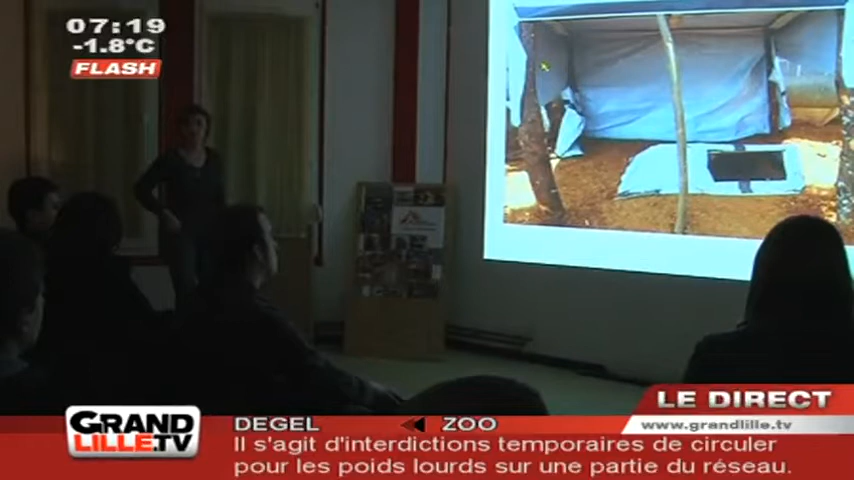 07:19
-1.8°C
FLASH
LE DIRECT
www.grandlille.tv
GRAND
LILLE.TV
DEGEL ◄ ZOO
Il s'agit d'interdictions temporaires de circuler
pour les poids lourds sur une partie du réseau.